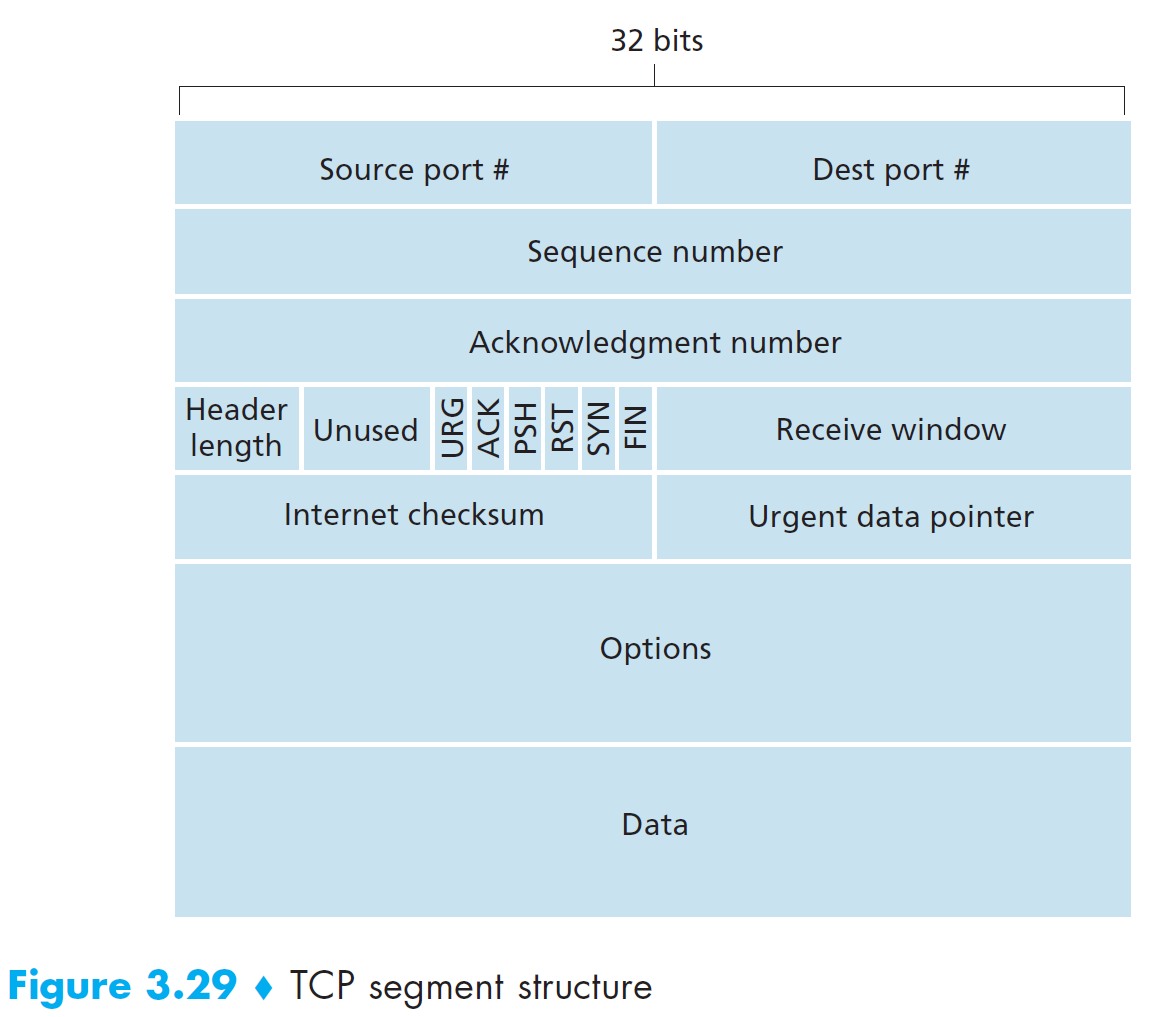 32 bits
Source port #
Dest port #
Sequence number
Acknowledgment number
Header
length
Unused
URG
ACK
PSH
RST
SYN
FIN
Receive window
Internet checksum
Urgent data pointer
Options
Data
Figure 3.29 ♦ TCP segment structure